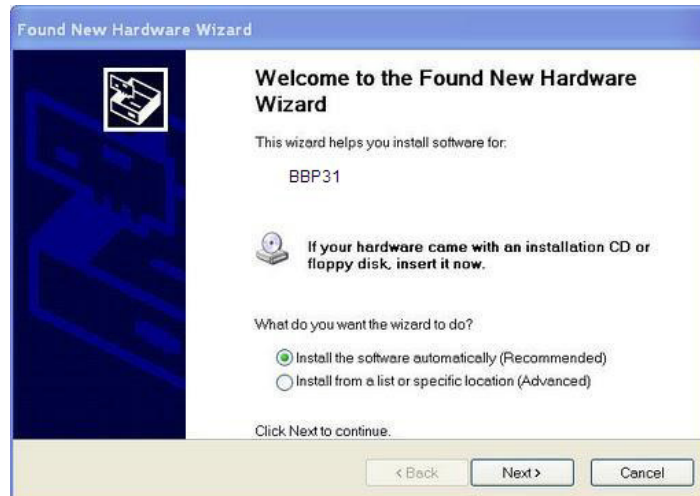 Found New Hardware Wizard
Welcome to the Found New Hardware
Wizard
This wizard helps you install software for:
BBP31
If your hardware came with an installation CD or
floppy disk, insert it now.
What do you want the wizard to do?
Install the software automatically (Recommended)
Install from a list or specific location (Advanced)
Click Next to continue.
< Back Next > Cancel